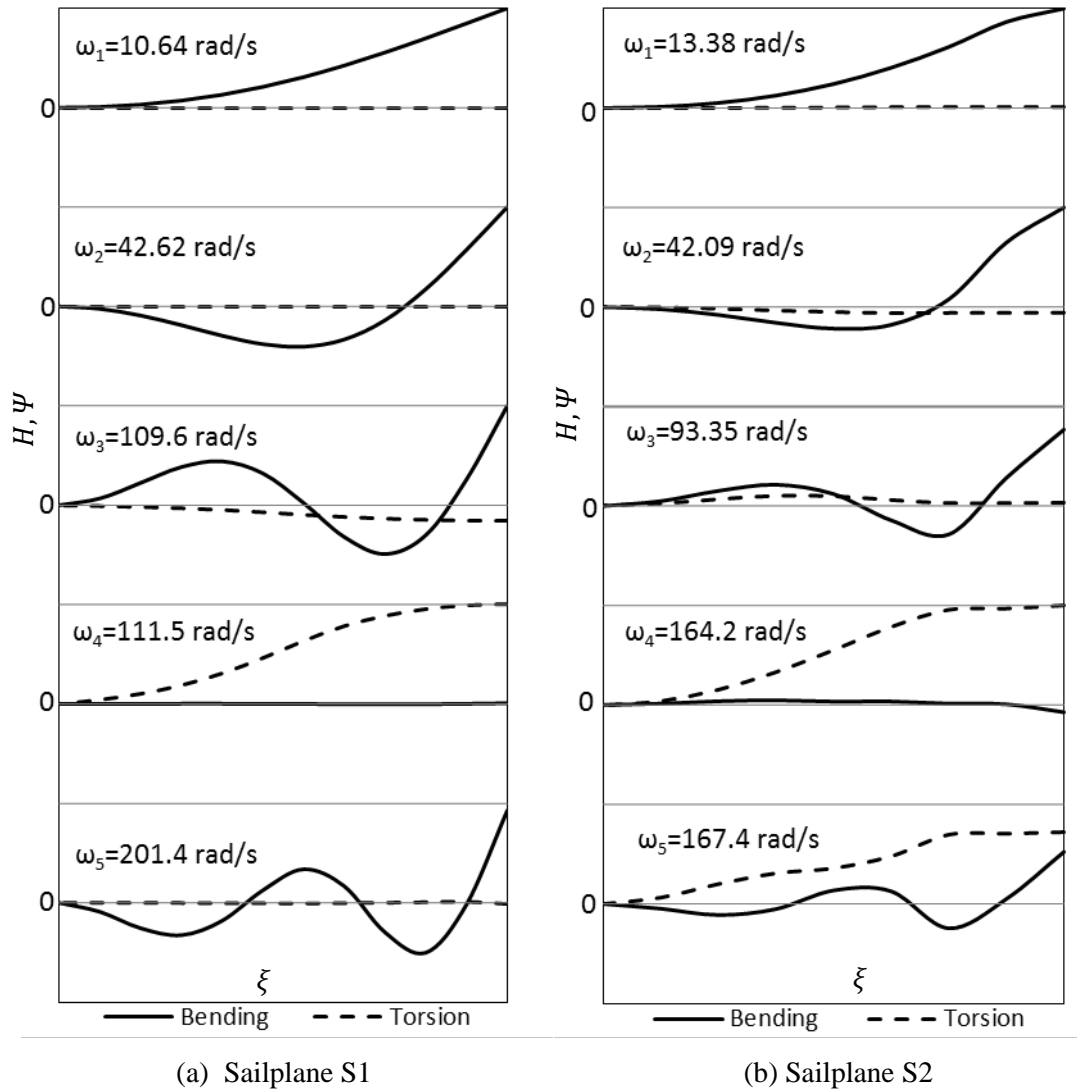 ω₁=10.64 rad/s
0
ω₂=42.62 rad/s
0
H, Ψ
ω₃=109.6 rad/s
0
ω₄=111.5 rad/s
0
ω₅=201.4 rad/s
0
ξ
Bending Torsion
(a) Sailplane S1
ω₁=13.38 rad/s
0
ω₂=42.09 rad/s
0
H, Ψ
ω₃=93.35 rad/s
0
ω₄=164.2 rad/s
0
ω₅=167.4 rad/s
0
ξ
Bending Torsion
(b) Sailplane S2